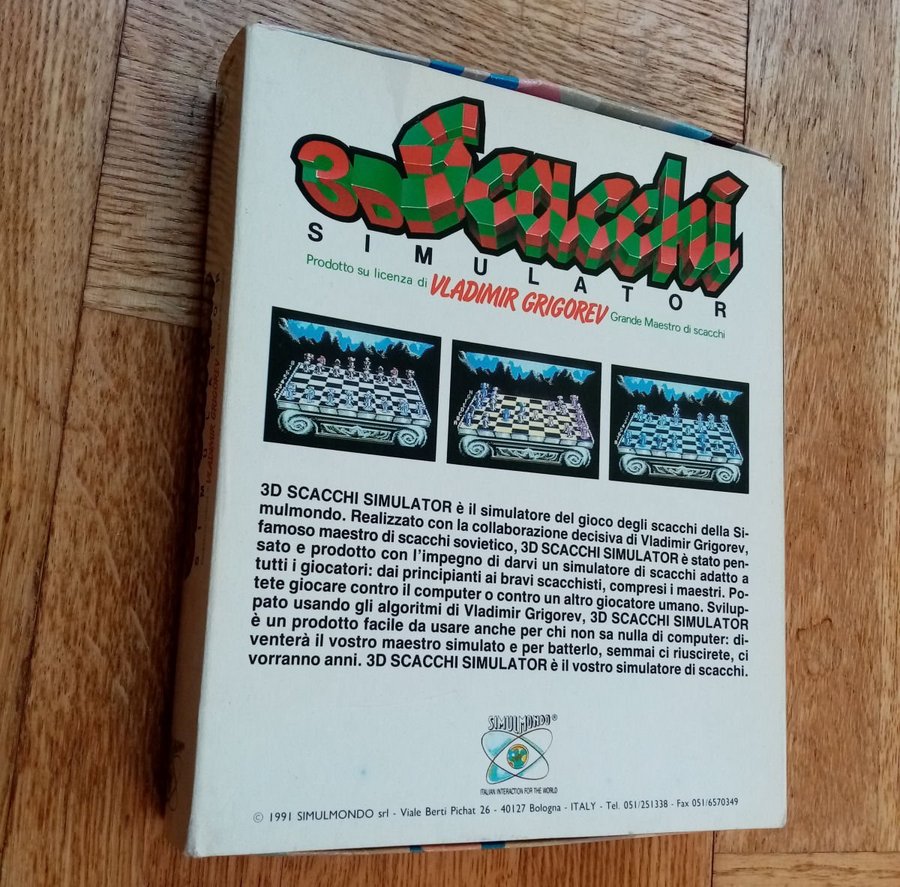 3D Scacchi
SIMULATOR
Prodotto su licenza di VLADIMIR GRIGOREV Grande Maestro di scacchi
3D SCACCHI SIMULATOR è il simulatore del gioco degli scacchi della Si-
mulmondo. Realizzato con la collaborazione decisiva di Vladimir Grigorev,
famoso maestro di scacchi sovietico, 3D SCACCHI SIMULATOR è stato pen-
sato e prodotto con l'impegno di darvi un simulatore di scacchi adatto a
tutti i giocatori: dai principianti ai bravi scacchisti, compresi i maestri. Po-
tete giocare contro il computer o contro un altro giocatore umano. Svilup-
pato usando gli algoritmi di Vladimir Grigorev, 3D SCACCHI SIMULATOR
è un prodotto facile da usare anche per chi non sa nulla di computer: di-
venterà il vostro maestro simulato e per batterlo, semmai ci riuscirete, ci
vorranno anni. 3D SCACCHI SIMULATOR è il vostro simulatore di scacchi.
SIMULMONDO®
ITALIAN INTERACTION FOR THE WORLD
© 1991 SIMULMONDO srl - Viale Berti Pichat 26 - 40127 Bologna - ITALY - Tel. 051/251338 - Fax 051/6570349